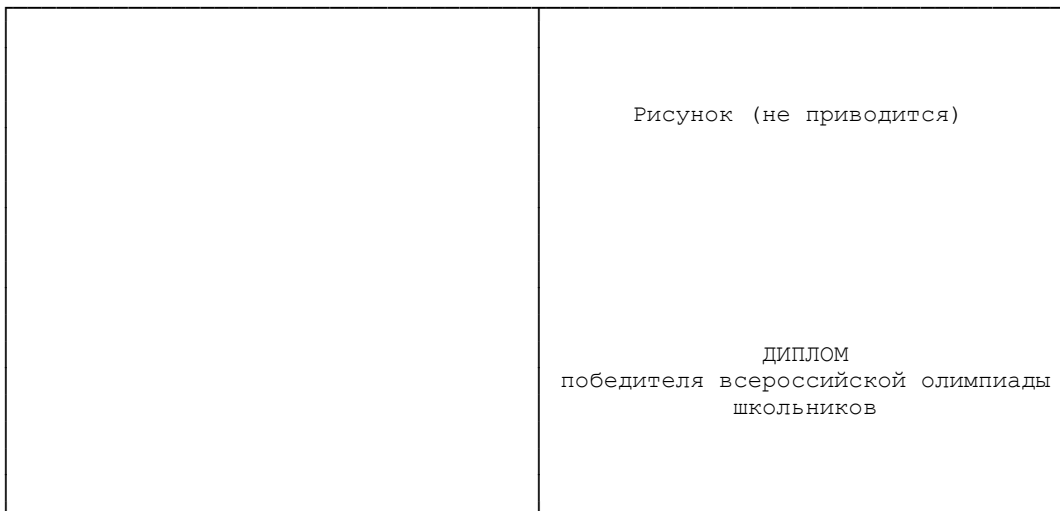 Рисунок (не приводится)
ДИПЛОМ
победителя всероссийской олимпиады
школьников